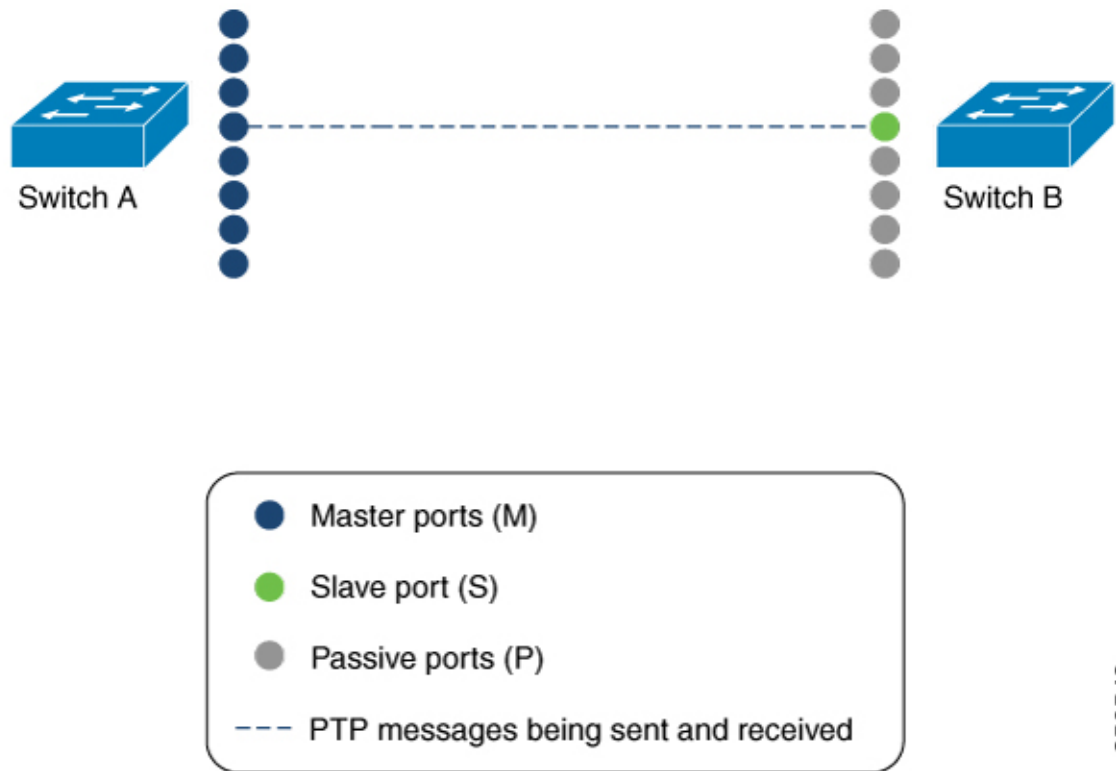 Switch A
Switch B
Master ports (M)
Slave port (S)
Passive ports (P)
PTP messages being sent and received